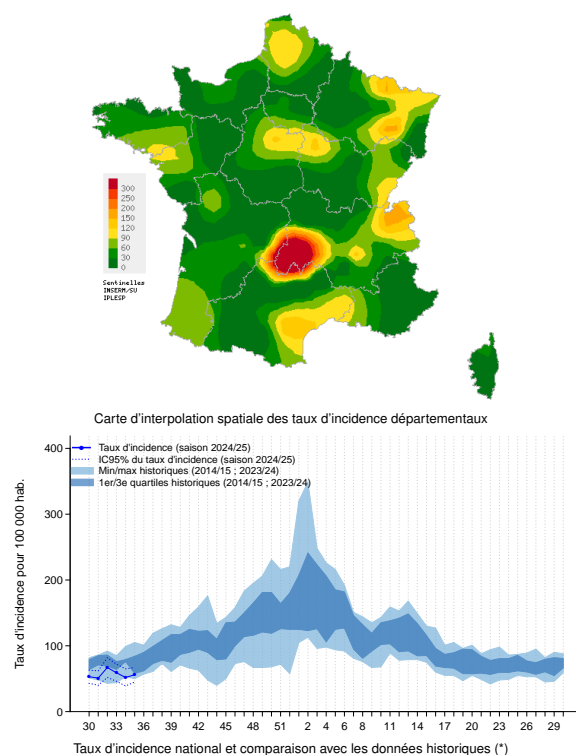 300
250
200
150
120
90
60
30
0
Sentinelles
INSERM/SU
IPLESP
Carte d'interpolation spatiale des taux d'incidence départementaux
Taux d'incidence (saison 2024/25)
IC95% du taux d'incidence (saison 2024/25)
Min/max historiques (2014/15 ; 2023/24)
1er/3e quartiles historiques (2014/15 ; 2023/24)
Taux d'incidence pour 100 000 hab.
400
300
200
100
0
30 33 36 39 42 45 48 51 2 4 6 8 11 14 17 20 23 26 29
Taux d'incidence national et comparaison avec les données historiques (*)